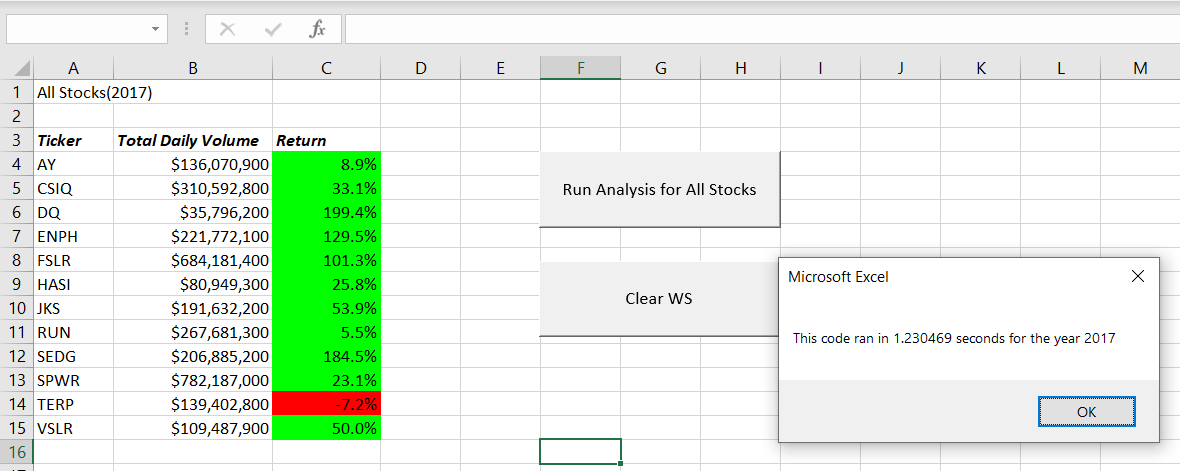 fx
A B C D E F G H I J K L M
1 All Stocks(2017)
2
3 Ticker Total Daily Volume Return
4 AY $136,070,900 8.9%
5 CSIQ $310,592,800 33.1%
6 DQ $35,796,200 199.4%
7 ENPH $221,772,100 129.5%
8 FSLR $684,181,400 101.3%
9 HASI $80,949,300 25.8%
10 JKS $191,632,200 53.9%
11 RUN $267,681,300 5.5%
12 SEDG $206,885,200 184.5%
13 SPWR $782,187,000 23.1%
14 TERP $139,402,800 -7.2%
15 VSLR $109,487,900 50.0%
16
Run Analysis for All Stocks
Clear WS
Microsoft Excel
This code ran in 1.230469 seconds for the year 2017
OK